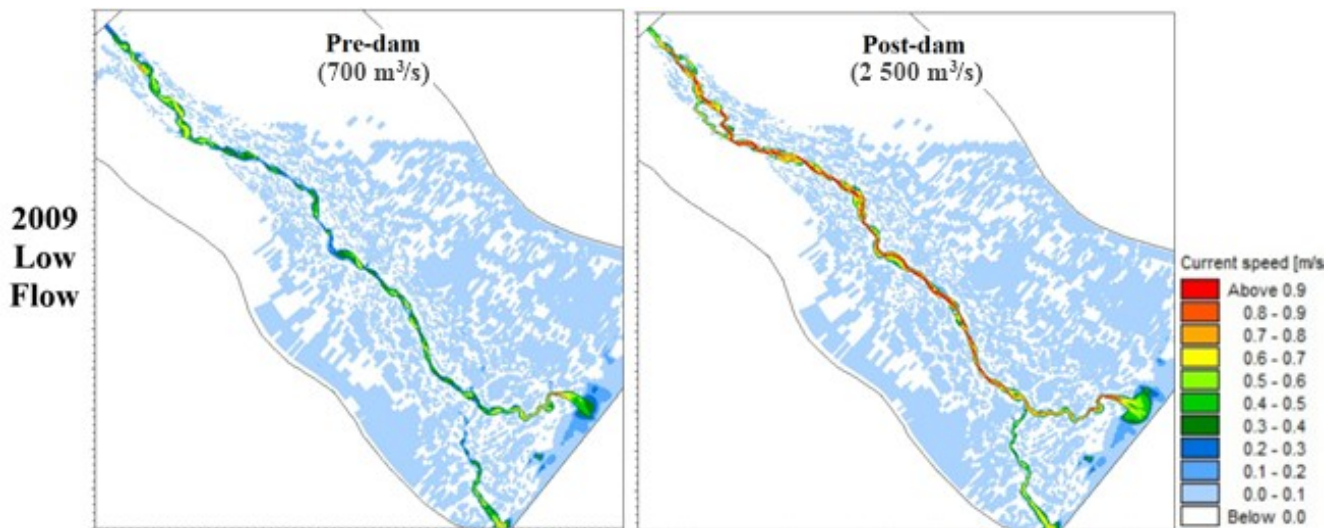 Pre-dam
(700 m³/s)
Post-dam
(2 500 m³/s)
2009
Low
Flow
Current speed [m/s
Above 0.9
0.8 - 0.9
0.7 - 0.8
0.6 - 0.7
0.5 - 0.6
0.4 - 0.5
0.3 - 0.4
0.2 - 0.3
0.1 - 0.2
0.0 - 0.1
Below 0.0